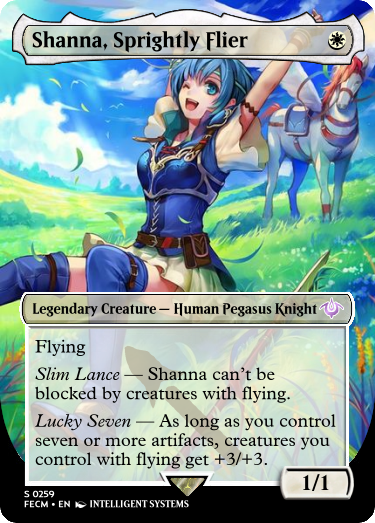 Shanna, Sprightly Flier
Legendary Creature — Human Pegasus Knight
Flying
Slim Lance — Shanna can't be
blocked by creatures with flying.
Lucky Seven — As long as you control
seven or more artifacts, creatures you
control with flying get +3/+3.
1/1
S 0259
FECM • EN INTELLIGENT SYSTEMS